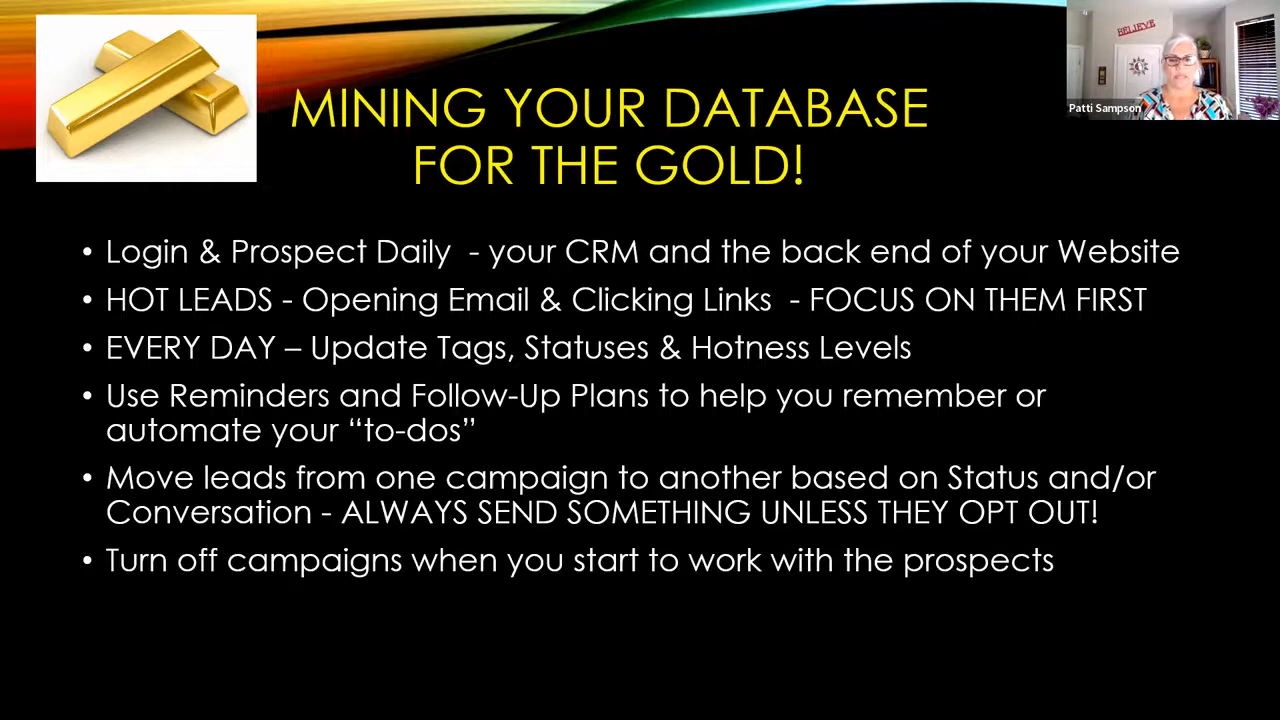 BELIEVE
Patti Sampson
MINING YOUR DATABASE
FOR THE GOLD!
• Login & Prospect Daily - your CRM and the back end of your Website
• HOT LEADS - Opening Email & Clicking Links - FOCUS ON THEM FIRST
• EVERY DAY – Update Tags, Statuses & Hotness Levels
• Use Reminders and Follow-Up Plans to help you remember or
automate your “to-dos”
• Move leads from one campaign to another based on Status and/or
Conversation - ALWAYS SEND SOMETHING UNLESS THEY OPT OUT!
• Turn off campaigns when you start to work with the prospects